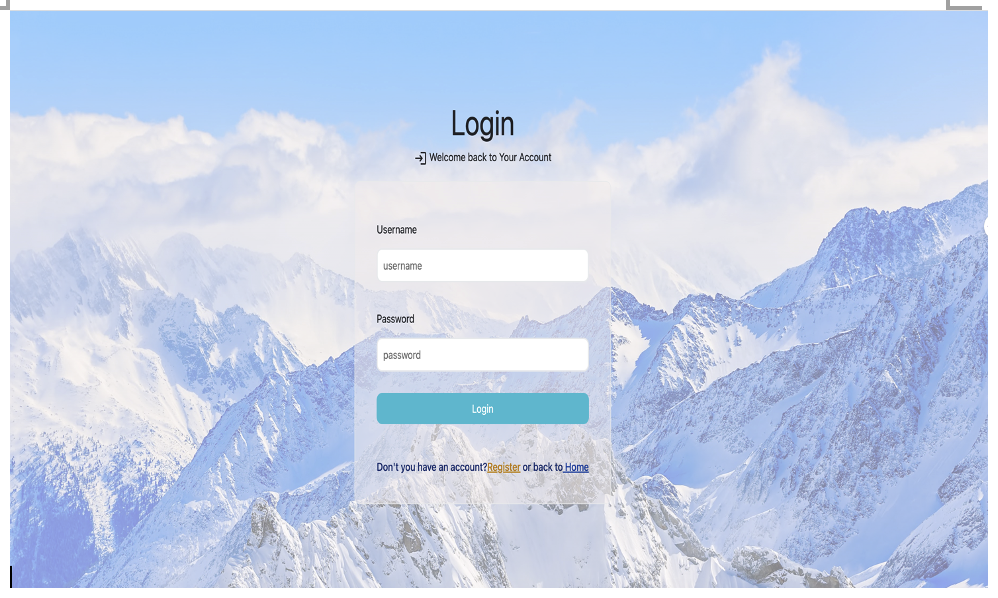 Login
Welcome back to Your Account
Username
username
Password
password
Login
Don't you have an account?Register or back to Home